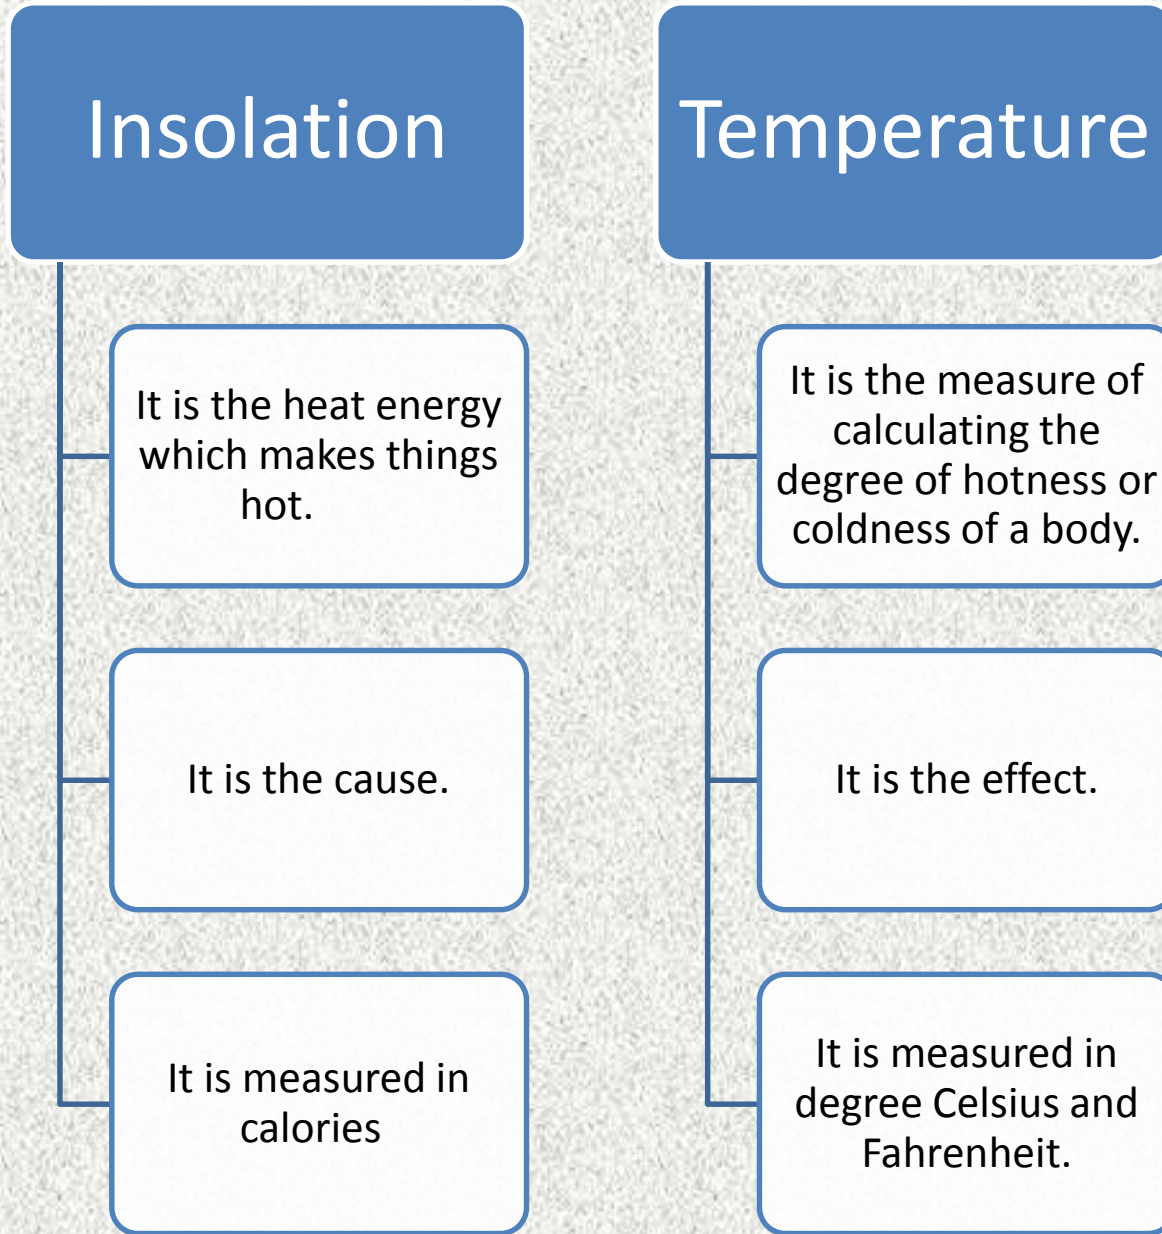 Insolation
It is the heat energy
which makes things
hot.
It is the cause.
It is measured in
calories
Temperature
It is the measure of
calculating the
degree of hotness or
coldness of a body.
It is the effect.
It is measured in
degree Celsius and
Fahrenheit.